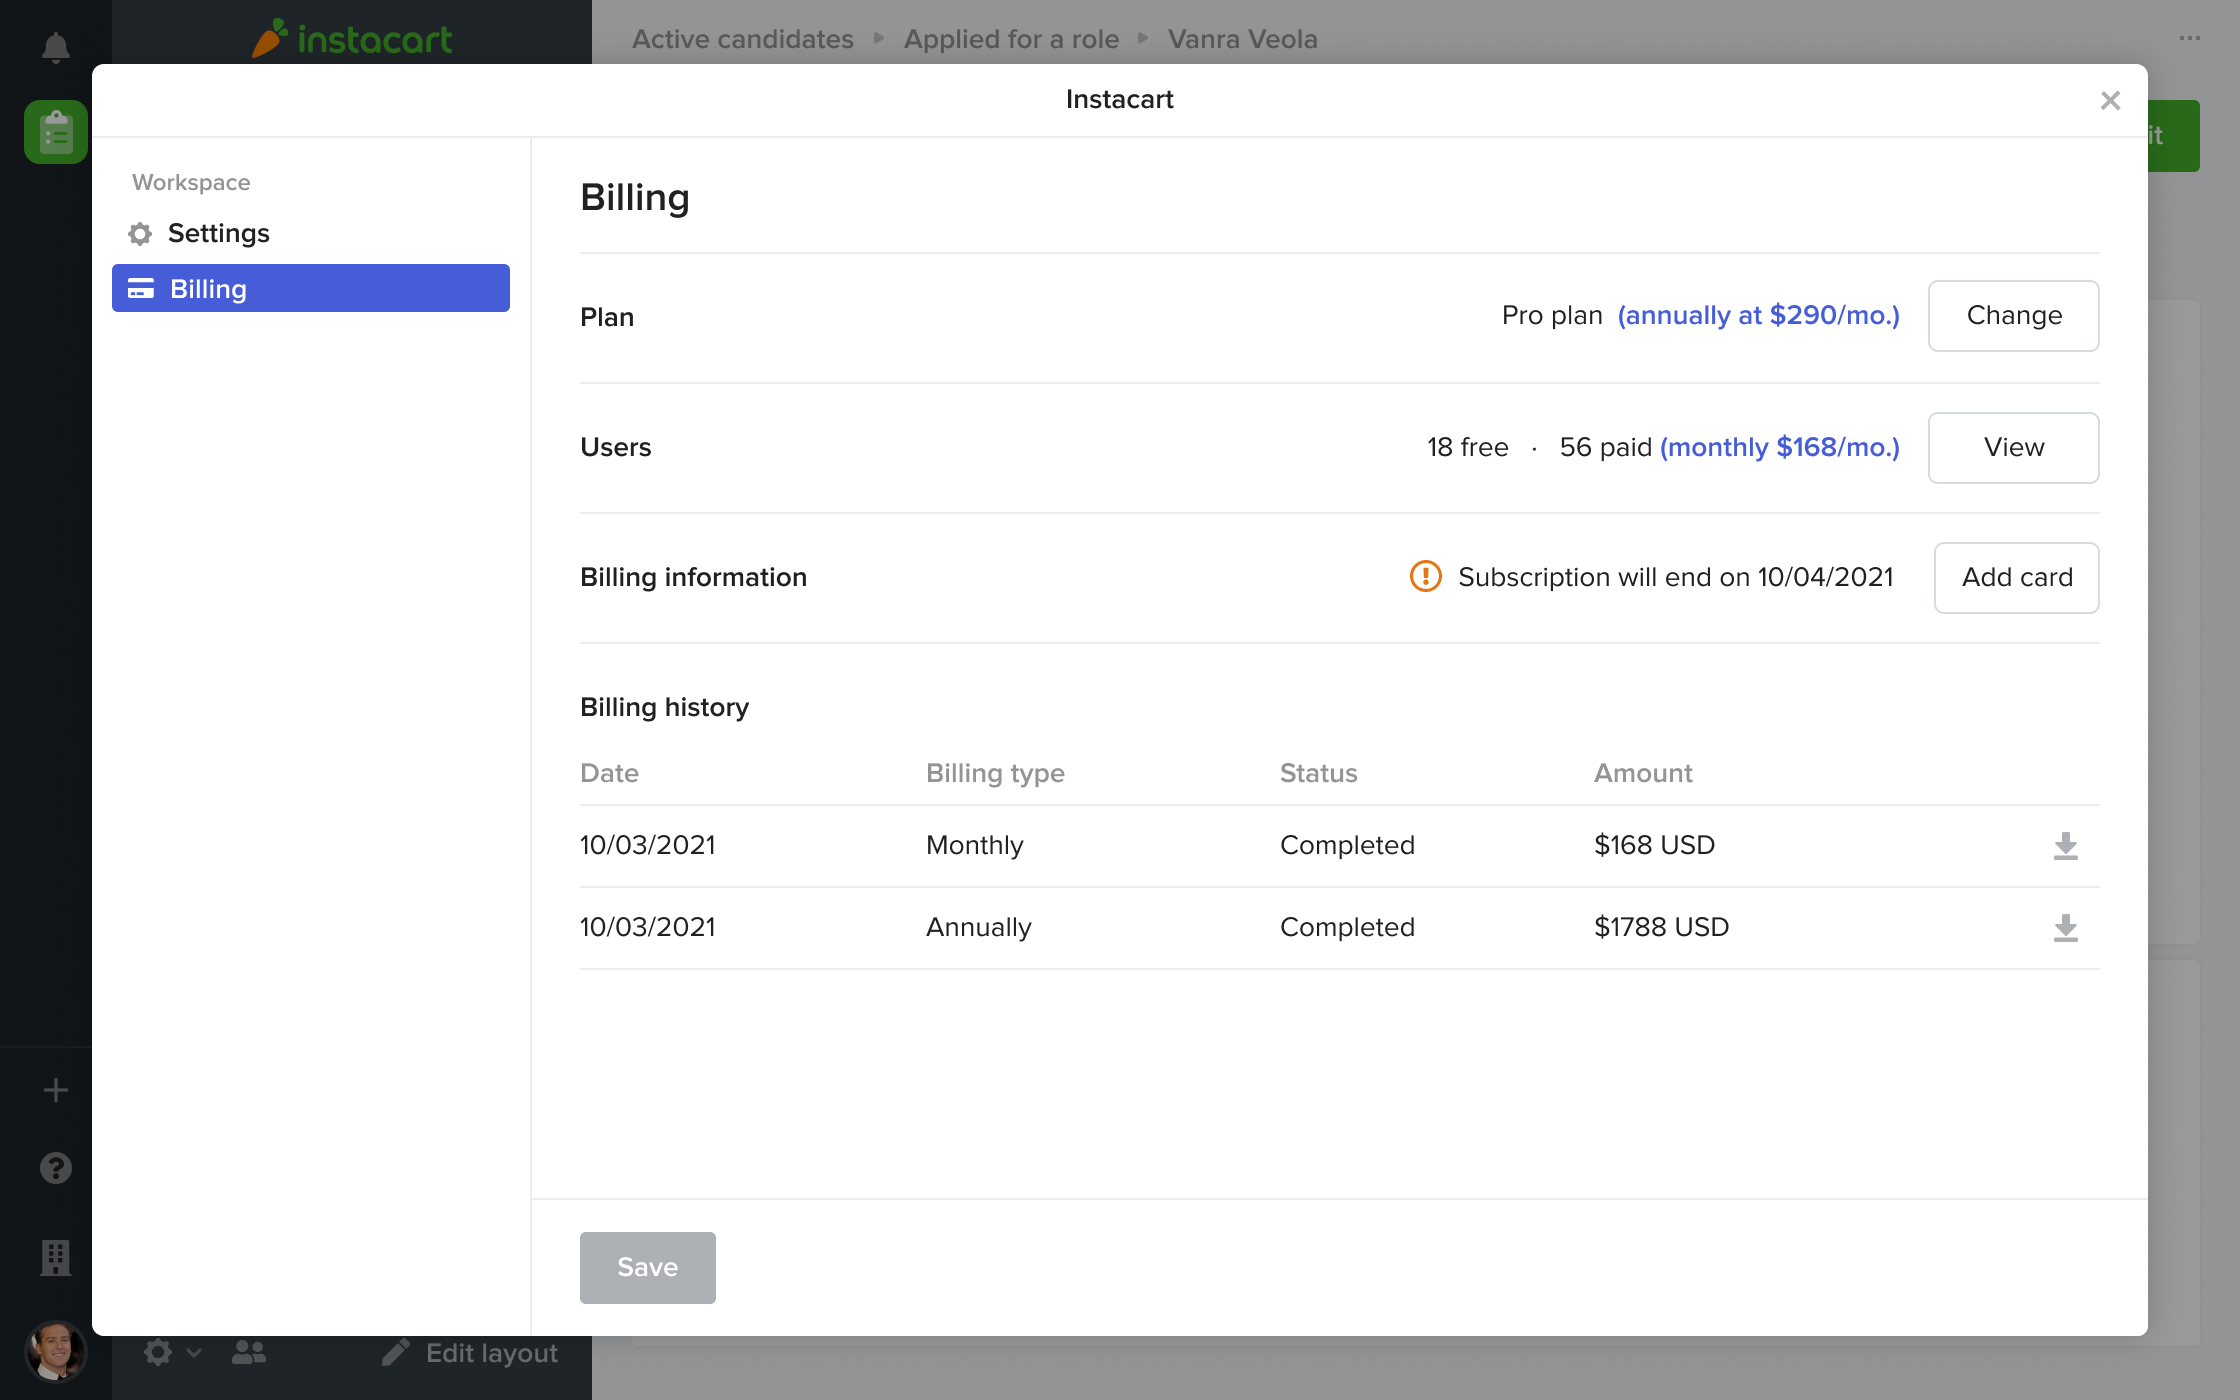 instacart
Active candidates ▸ Applied for a role ▸ Vanra Veola
Instacart
it
Workspace
Settings
Billing
Billing
Plan
Pro plan (annually at $290/mo.)
Change
Users
18 free · 56 paid (monthly $168/mo.)
View
Billing information
Subscription will end on 10/04/2021
Add card
Billing history
Date Billing type Status Amount
10/03/2021 Monthly Completed $168 USD
10/03/2021 Annually Completed $1788 USD
Save
Edit layout